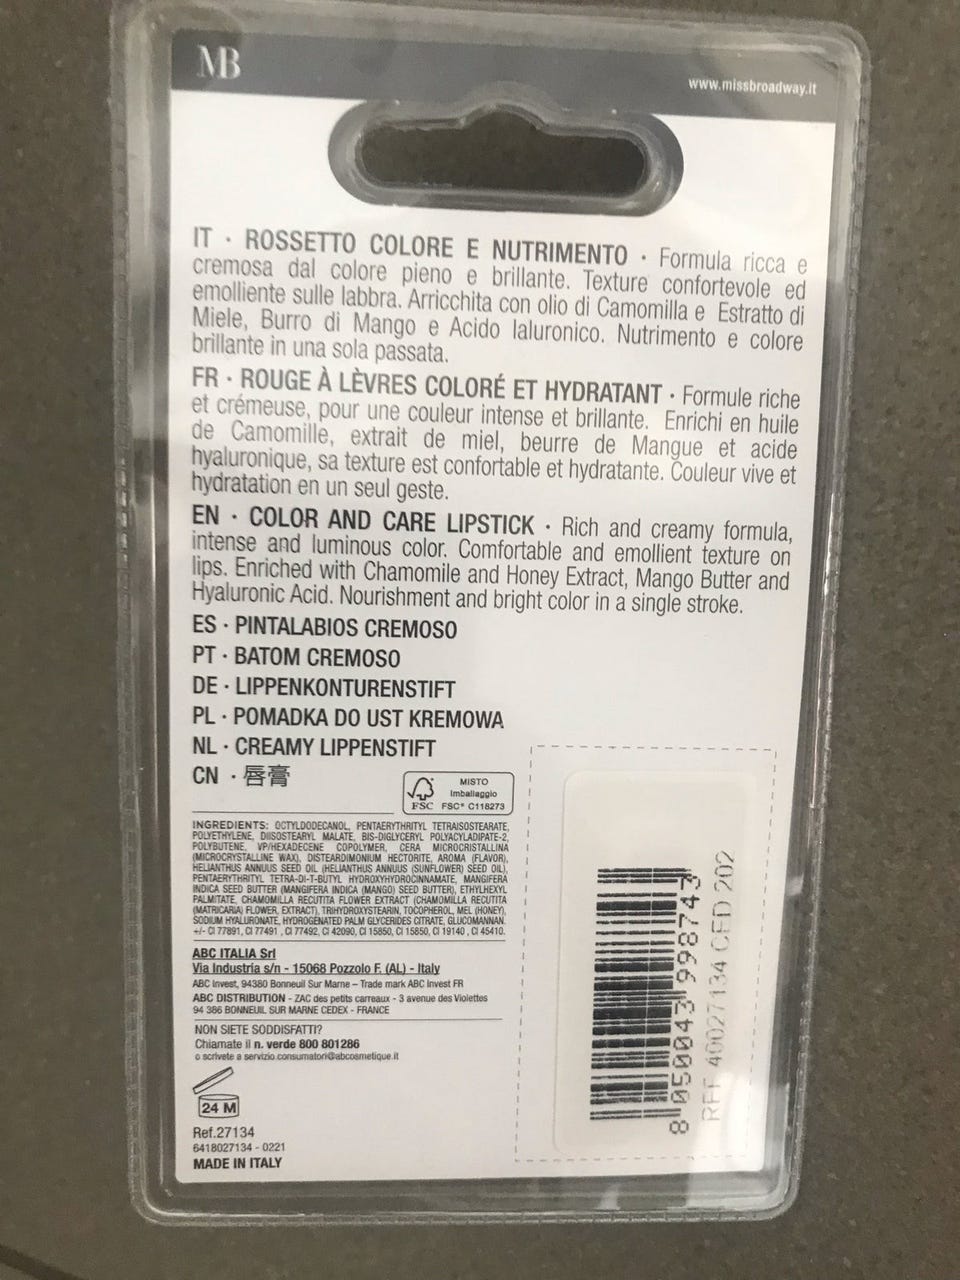 MB
www.missbroadway.it
IT · ROSSETTO COLORE E NUTRIMENTO · Formula ricca e
cremosa dal colore pieno e brillante. Texture confortevole ed
emolliente sulle labbra. Arricchita con olio di Camomilla e Estratto di
Miele, Burro di Mango e Acido Ialuronico. Nutrimento e colore
brillante in una sola passata.
FR · ROUGE À LÈVRES COLORÉ ET HYDRATANT · Formule riche
et crémeuse, pour une couleur intense et brillante. Enrichi en huile
de Camomille, extrait de miel, beurre de Mangue et acide
hyaluronique, sa texture est confortable et hydratante. Couleur vive et
hydratation en un seul geste.
EN · COLOR AND CARE LIPSTICK · Rich and creamy formula,
intense and luminous color. Comfortable and emollient texture on
lips. Enriched with Chamomile and Honey Extract, Mango Butter and
Hyaluronic Acid. Nourishment and bright color in a single stroke.
ES · PINTALABIOS CREMOSO
PT · BATOM CREMOSO
DE · LIPPENKONTURENSTIFT
PL · POMADKA DO UST KREMOWA
NL · CREAMY LIPPENSTIFT
CN · 唇膏
FSC
MISTO
Imballaggio
FSC® C118273
INGREDIENTS: OCTYLDODECANOL, PENTAERYTHRITYL TETRAISOSTEARATE,
POLYETHYLENE, DIISOSTEARYL MALATE, BIS-DIGLYCERYL POLYACYLADIPATE-2,
POLYBUTENE, VP/HEXADECENE COPOLYMER, CERA MICROCRISTALLINA
(MICROCRYSTALLINE WAX), DISTEARDIMONIUM HECTORITE, AROMA (FLAVOR),
HELIANTHUS ANNUUS SEED OIL (HELIANTHUS ANNUUS (SUNFLOWER) SEED OIL),
PENTAERYTHRITYL TETRA-DI-T-BUTYL HYDROXYHYDROCINNAMATE, MANGIFERA
INDICA SEED BUTTER (MANGIFERA INDICA (MANGO) SEED BUTTER), ETHYLHEXYL
PALMITATE, CHAMOMILLA RECUTITA FLOWER EXTRACT (CHAMOMILLA RECUTITA
(MATRICARIA) FLOWER, EXTRACT), TRIHYDROXYSTEARIN, TOCOPHEROL, MEL (HONEY),
SODIUM HYALURONATE, HYDROGENATED PALM GLYCERIDES CITRATE, GLUCOMANNAN.
+/- CI 77891, CI 77491 , CI 77492, CI 42090, CI 15850, CI 15850, CI 19140 , CI 45410.
ABC ITALIA Srl
Via Industria s/n - 15068 Pozzolo F. (AL) - Italy
ABC Invest, 94380 Bonneuil Sur Marne – Trade mark ABC Invest FR
ABC DISTRIBUTION - ZAC des petits carreaux - 3 avenue des Violettes
94 386 BONNEUIL SUR MARNE CEDEX - FRANCE
NON SIETE SODDISFATTI?
Chiamate il n. verde 800 801286
o scrivete a servizio.consumatori@abcosmetique.it
24 M
Ref.27134
6418027134 - 0221
MADE IN ITALY
8 050043 998743
REF 40027134 CED 202